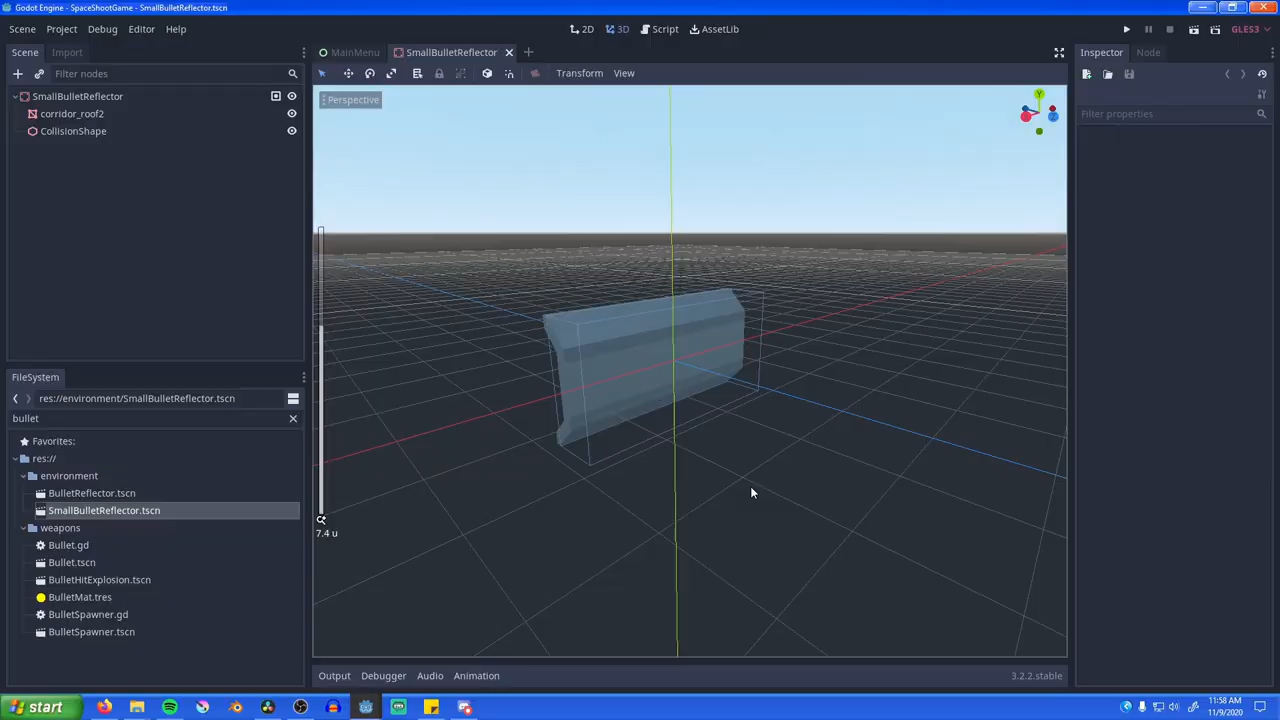 Godot Engine - SpaceShootGame - SmallBulletReflector.tscn
Scene Project Debug Editor Help
2D 3D Script AssetLib
GLES3
Scene Import
MainMenu SmallBulletReflector
Inspector Node
Filter nodes
Transform View
SmallBulletReflector
corridor_roof2
CollisionShape
Perspective
Y
Z
Filter properties
FileSystem
res://environment/SmallBulletReflector.tscn
bullet
Favorites:
res://
environment
BulletReflector.tscn
SmallBulletReflector.tscn
weapons
Bullet.gd
Bullet.tscn
BulletHitExplosion.tscn
BulletMat.tres
BulletSpawner.gd
BulletSpawner.tscn
7.4 u
Output Debugger Audio Animation
3.2.2.stable
start
11:58 AM
11/9/2020